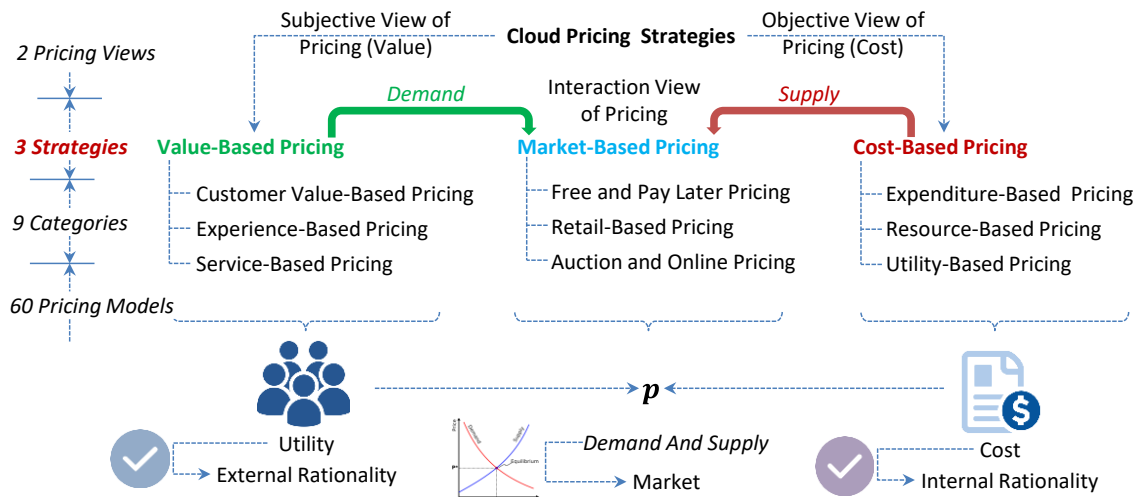 Subjective View of
Pricing (Value)
Cloud Pricing Strategies
Objective View of
Pricing (Cost)
2 Pricing Views
Demand
Interaction View
of Pricing
Supply
3 Strategies
Value-Based Pricing
Market-Based Pricing
Cost-Based Pricing
9 Categories
Customer Value-Based Pricing
Experience-Based Pricing
Service-Based Pricing
Free and Pay Later Pricing
Retail-Based Pricing
Auction and Online Pricing
Expenditure-Based Pricing
Resource-Based Pricing
Utility-Based Pricing
60 Pricing Models
p
$
Utility
External Rationality
Price
Demand
Supply
Equilibrium
P*
Demand And Supply
Market
Cost
Internal Rationality